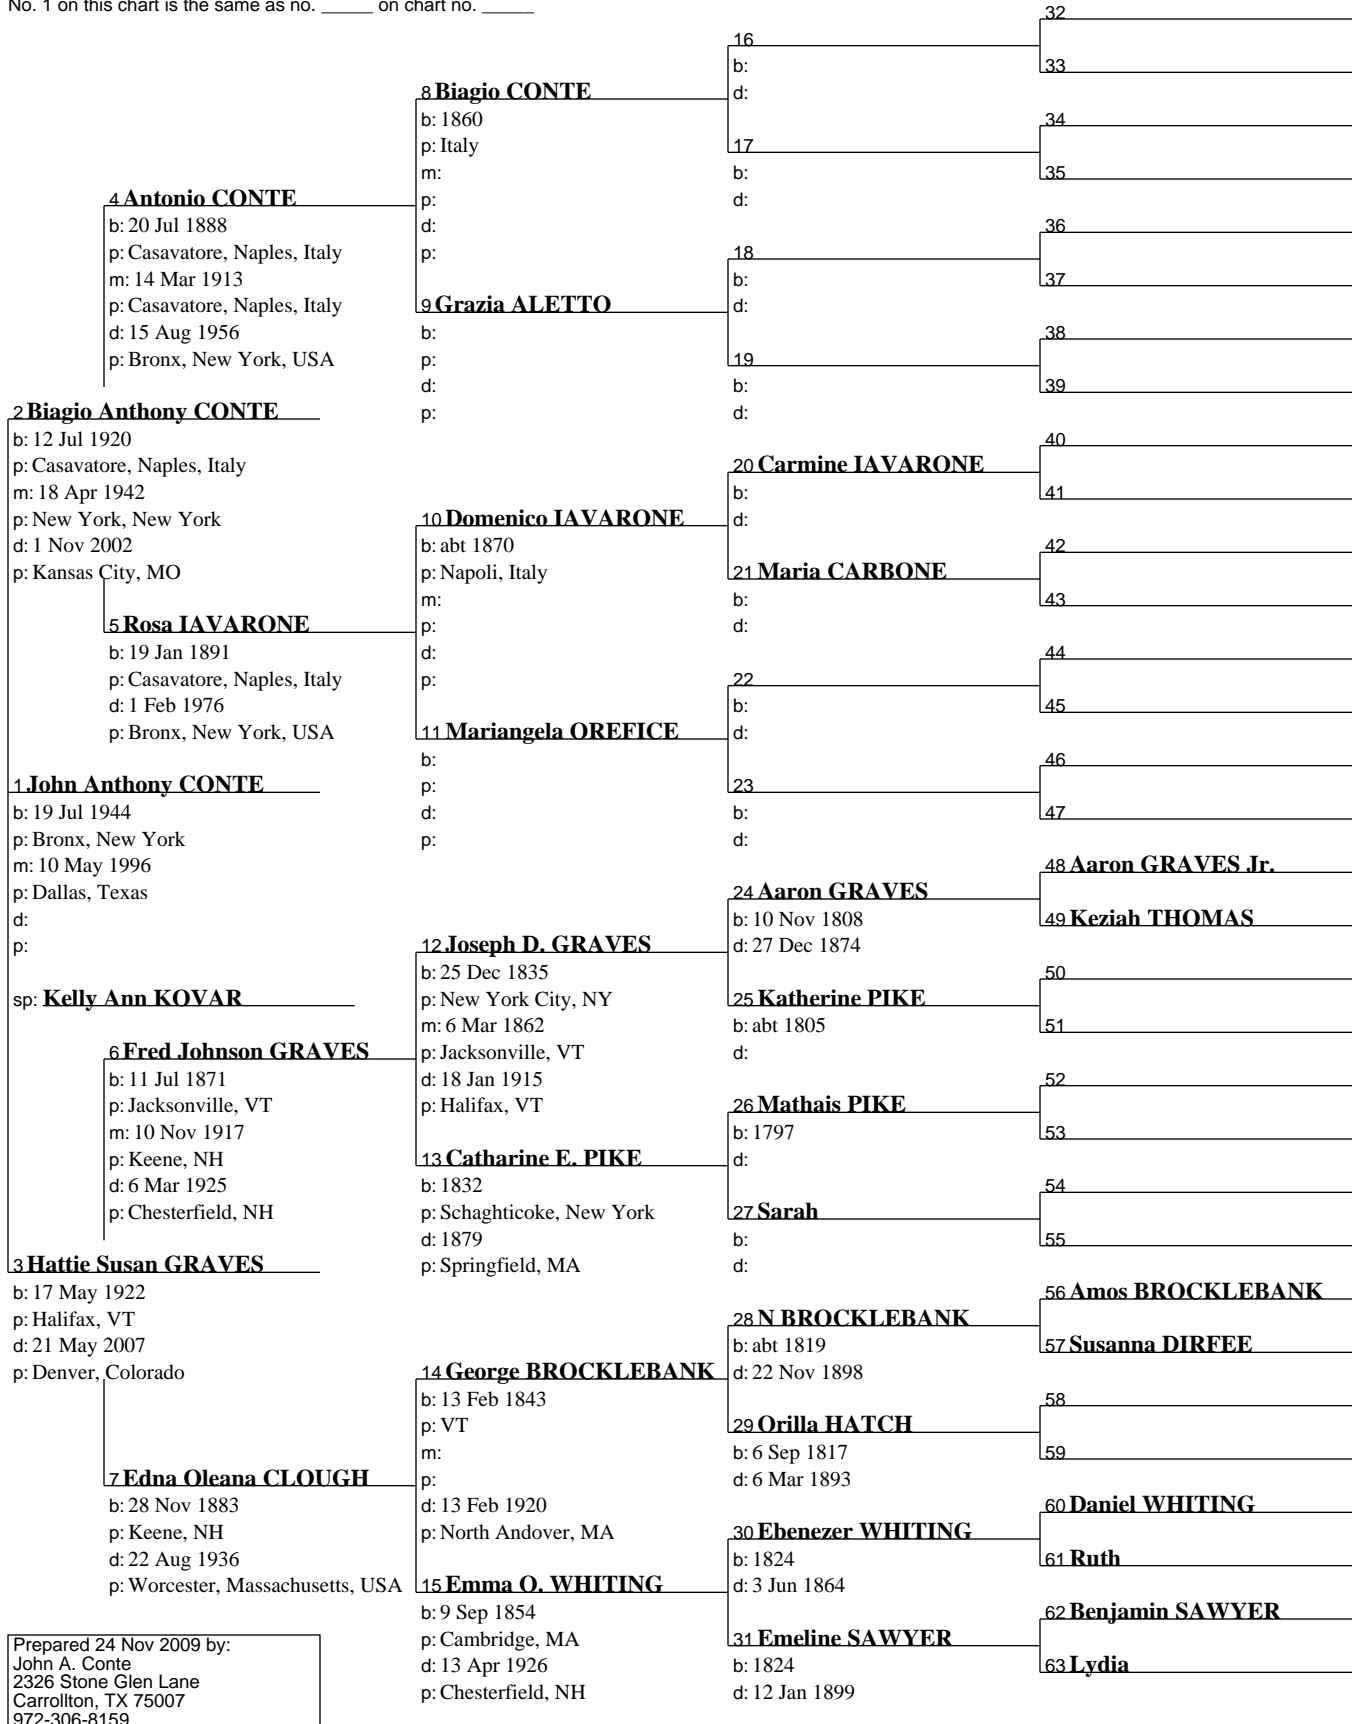 No. 1 on this chart is the same as no. _____ on chart no. _____
2 Biagio Anthony CONTE
b: 12 Jul 1920
p: Casavatore, Naples, Italy
m: 18 Apr 1942
p: New York, New York
d: 1 Nov 2002
p: Kansas City, MO
1 John Anthony CONTE
b: 19 Jul 1944
p: Bronx, New York
m: 10 May 1996
p: Dallas, Texas
d:
p:
sp: Kelly Ann KOVAR
3 Hattie Susan GRAVES
b: 17 May 1922
p: Halifax, VT
d: 21 May 2007
p: Denver, Colorado
4 Antonio CONTE
b: 20 Jul 1888
p: Casavatore, Naples, Italy
m: 14 Mar 1913
p: Casavatore, Naples, Italy
d: 15 Aug 1956
p: Bronx, New York, USA
5 Rosa IAVARONE
b: 19 Jan 1891
p: Casavatore, Naples, Italy
d: 1 Feb 1976
p: Bronx, New York, USA
6 Fred Johnson GRAVES
b: 11 Jul 1871
p: Jacksonville, VT
m: 10 Nov 1917
p: Keene, NH
d: 6 Mar 1925
p: Chesterfield, NH
7 Edna Oleana CLOUGH
b: 28 Nov 1883
p: Keene, NH
d: 22 Aug 1936
p: Worcester, Massachusetts, USA
8 Biagio CONTE
b: 1860
p: Italy
m:
p:
d:
p:
9 Grazia ALETTO
b:
p:
d:
p:
10 Domenico IAVARONE
b: abt 1870
p: Napoli, Italy
m:
p:
d:
p:
11 Mariangela OREFICE
b:
p:
d:
p:
12 Joseph D. GRAVES
b: 25 Dec 1835
p: New York City, NY
m: 6 Mar 1862
p: Jacksonville, VT
d: 18 Jan 1915
p: Halifax, VT
13 Catharine E. PIKE
b: 1832
p: Schaghticoke, New York
d: 1879
p: Springfield, MA
14 George BROCKLEBANK
b: 13 Feb 1843
p: VT
m:
p:
d: 13 Feb 1920
p: North Andover, MA
15 Emma O. WHITING
b: 9 Sep 1854
p: Cambridge, MA
d: 13 Apr 1926
p: Chesterfield, NH
16
b:
d:
17
b:
d:
18
b:
d:
19
b:
d:
20 Carmine IAVARONE
b:
d:
21 Maria CARBONE
b:
d:
22
b:
d:
23
b:
d:
24 Aaron GRAVES
b: 10 Nov 1808
d: 27 Dec 1874
25 Katherine PIKE
b: abt 1805
d:
26 Mathais PIKE
b: 1797
d:
27 Sarah
b:
d:
28 N BROCKLEBANK
b: abt 1819
d: 22 Nov 1898
29 Orilla HATCH
b: 6 Sep 1817
d: 6 Mar 1893
30 Ebenezer WHITING
b: 1824
d: 3 Jun 1864
31 Emeline SAWYER
b: 1824
d: 12 Jan 1899
32
33
34
35
36
37
38
39
40
41
42
43
44
45
46
47
48 Aaron GRAVES Jr.
49 Keziah THOMAS
50
51
52
53
54
55
56 Amos BROCKLEBANK
57 Susanna DIRFEE
58
59
60 Daniel WHITING
61 Ruth
62 Benjamin SAWYER
63 Lydia
Prepared 24 Nov 2009 by:
John A. Conte
2326 Stone Glen Lane
Carrollton, TX 75007
972-306-8159